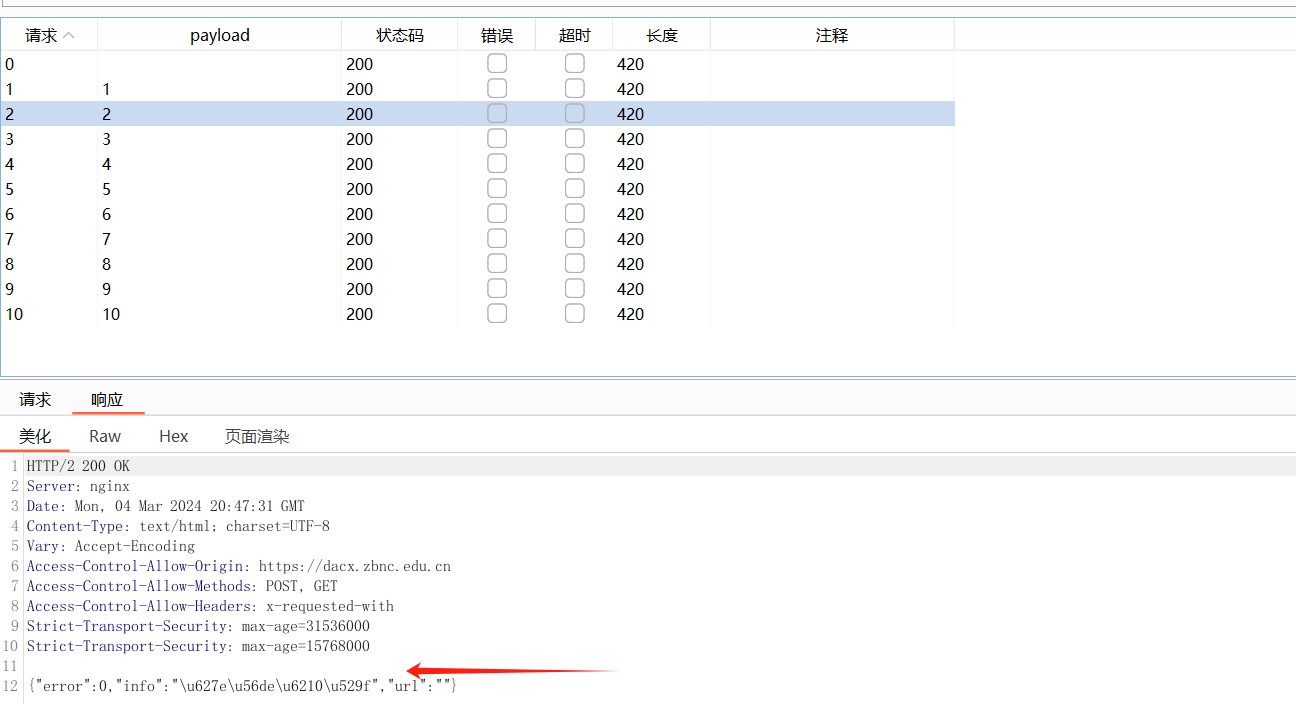 请求 payload 状态码 错误 超时 长度 注释
0 200 420
1 1 200 420
2 2 200 420
3 3 200 420
4 4 200 420
5 5 200 420
6 6 200 420
7 7 200 420
8 8 200 420
9 9 200 420
10 10 200 420
请求 响应
美化 Raw Hex 页面渲染
1 HTTP/2 200 OK
2 Server: nginx
3 Date: Mon, 04 Mar 2024 20:47:31 GMT
4 Content-Type: text/html; charset=UTF-8
5 Vary: Accept-Encoding
6 Access-Control-Allow-Origin: https://dacx.zbnc.edu.cn
7 Access-Control-Allow-Methods: POST, GET
8 Access-Control-Allow-Headers: x-requested-with
9 Strict-Transport-Security: max-age=31536000
10 Strict-Transport-Security: max-age=15768000
11
12 {"error":0,"info":"\u627e\u56de\u6210\u529f","url":""}